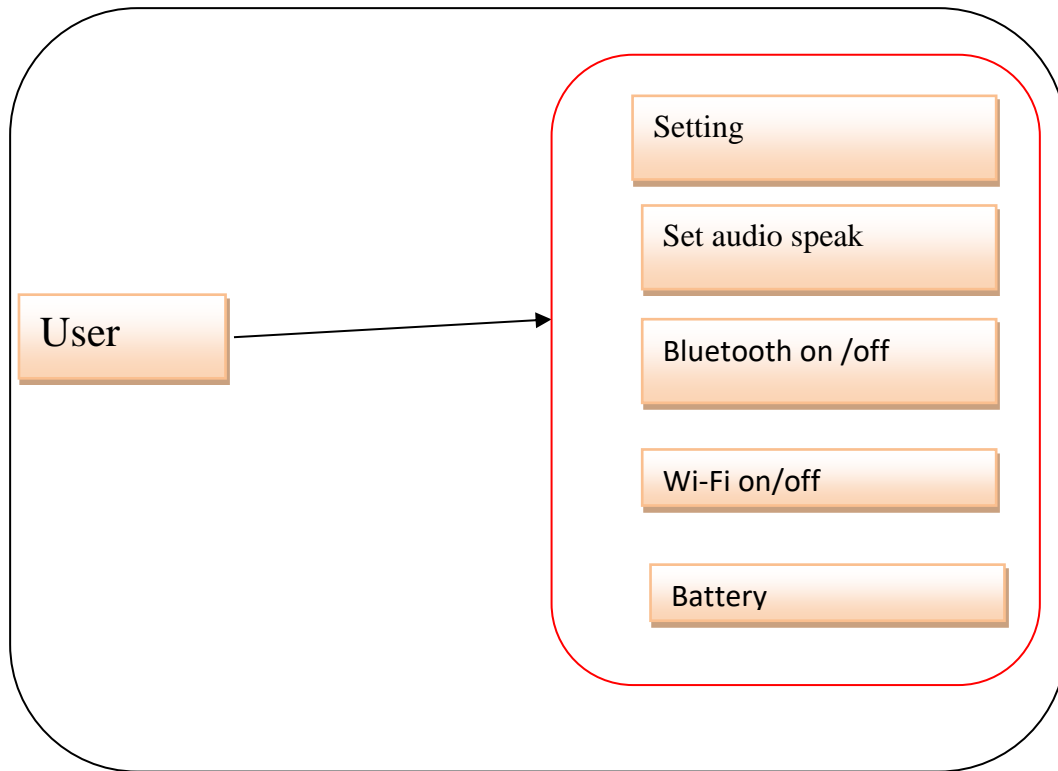 Setting
Set audio speak
User
Bluetooth on /off
Wi-Fi on/off
Battery